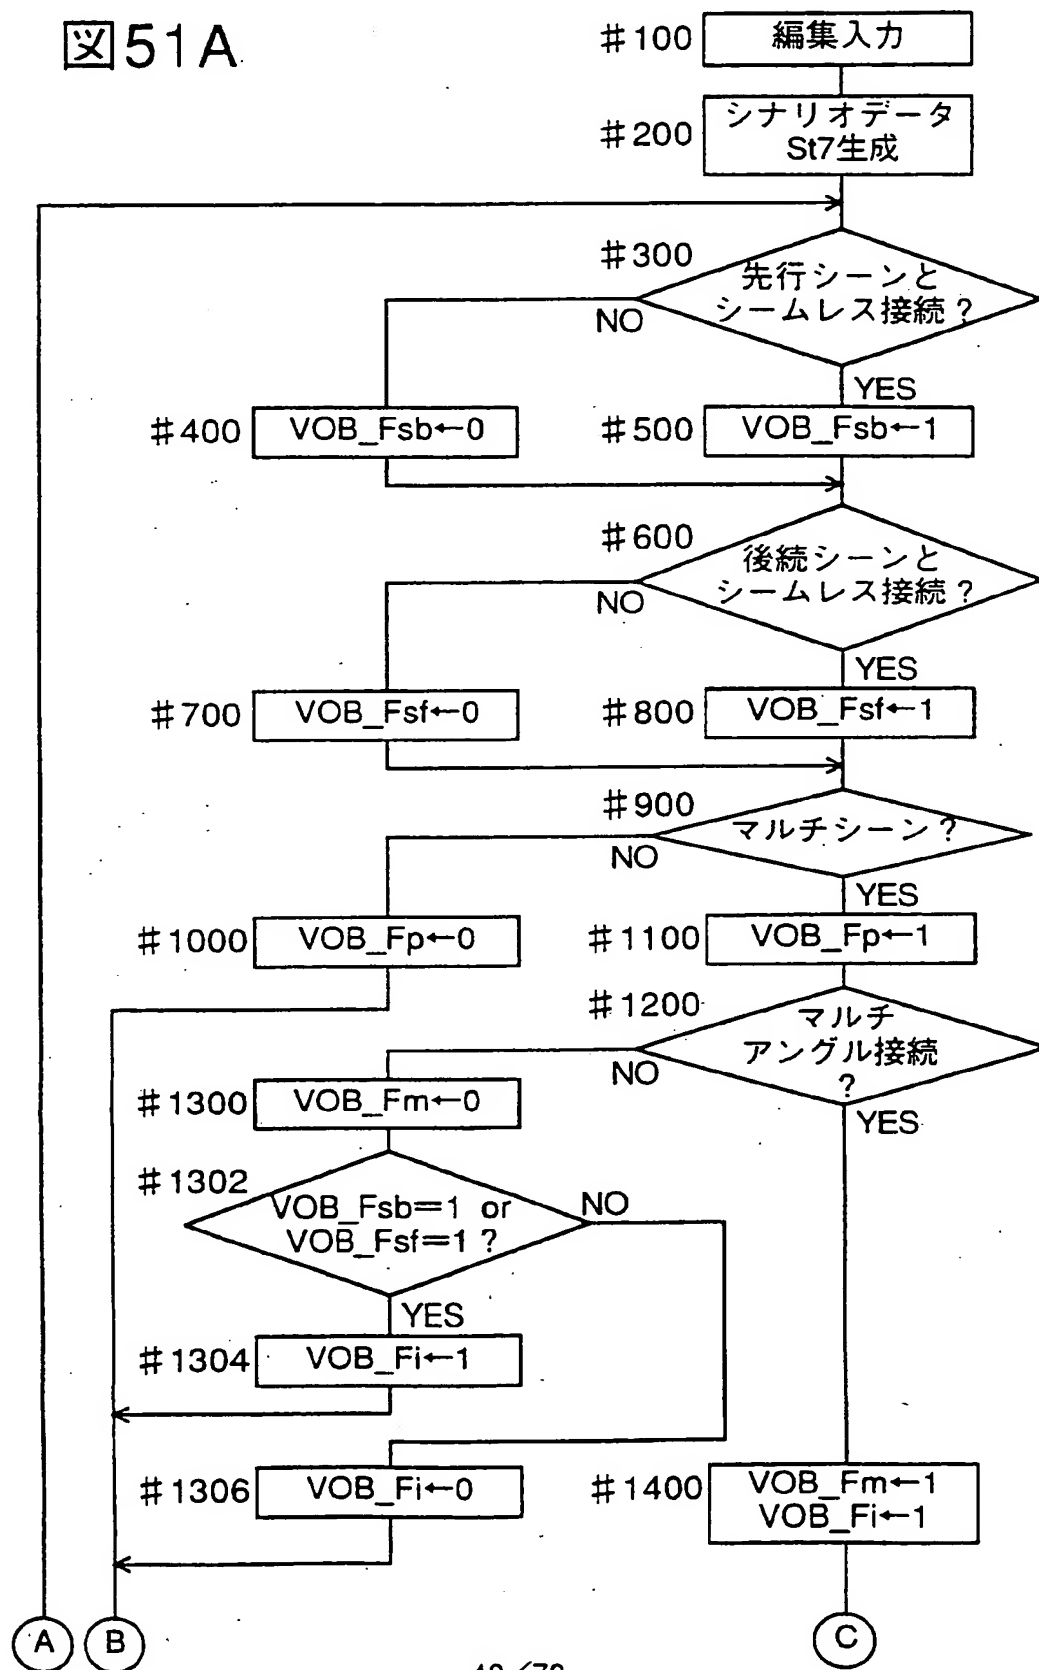 図51A
#100
編集入力
#200
シナリオデータ
St7生成
#300
先行シーンと
シームレス接続?
NO
YES
#400
VOB_Fsb←0
#500
VOB_Fsb←1
#600
後続シーンと
シームレス接続?
NO
YES
#700
VOB_Fsf←0
#800
VOB_Fsf←1
#900
マルチシーン?
NO
YES
#1000
VOB_Fp←0
#1100
VOB_Fp←1
#1200
マルチ
アングル接続
?
NO
YES
#1300
VOB_Fm←0
#1302
VOB_Fsb=1 or
VOB_Fsf=1 ?
NO
YES
#1304
VOB_Fi←1
#1306
VOB_Fi←0
#1400
VOB_Fm←1
VOB_Fi←1
A
B
C